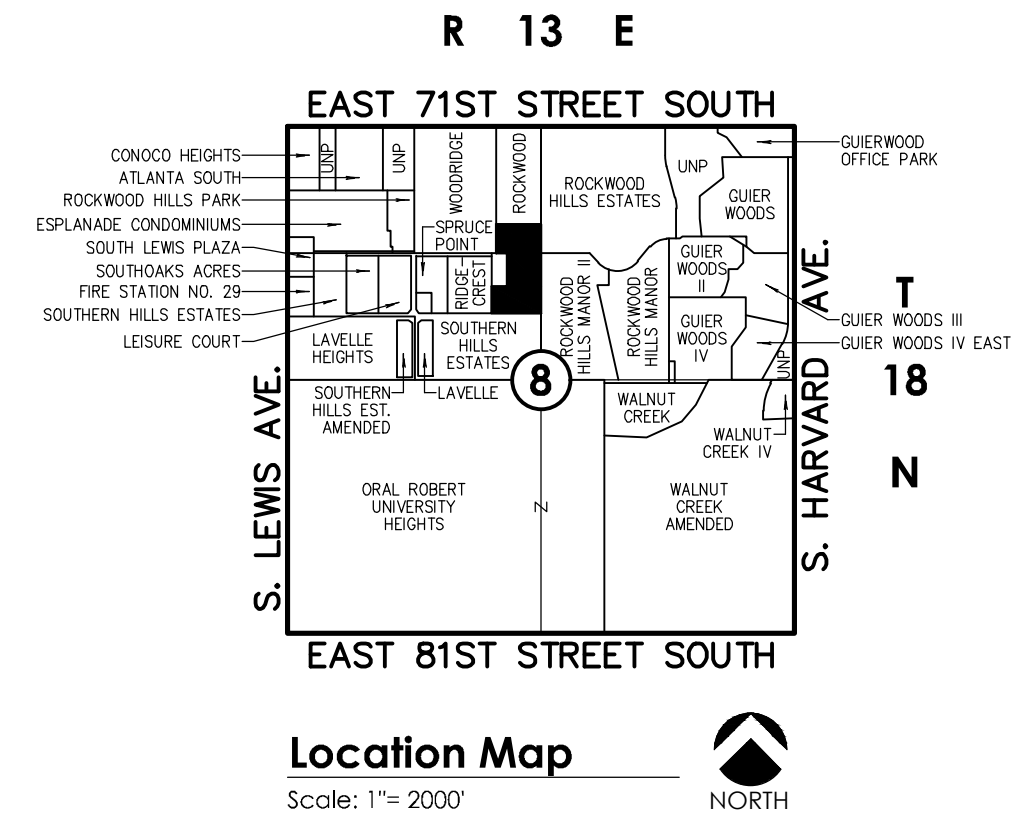 R 13 E
EAST 71ST STREET SOUTH
CONOCO HEIGHTS
ATLANTA SOUTH
ROCKWOOD HILLS PARK
ESPLANADE CONDOMINIUMS
SOUTH LEWIS PLAZA
SOUTHOAKS ACRES
FIRE STATION NO. 29
SOUTHERN HILLS ESTATES
LEISURE COURT
UNP
UNP
WOODRIDGE
ROCKWOOD
ROCKWOOD
HILLS ESTATES
UNP
GUIER
WOODS
GUIERWOOD
OFFICE PARK
SPRUCE
POINT
RIDGE-
CREST
ROCKWOOD
HILLS MANOR II
ROCKWOOD
HILLS MANOR
GUIER
WOODS
II
GUIER
WOODS
IV
UNP
GUIER WOODS III
GUIER WOODS IV EAST
LAVELLE
HEIGHTS
SOUTHERN
HILLS
ESTATES
SOUTHERN
HILLS EST.
AMENDED
LAVELLE
8
WALNUT
CREEK
WALNUT
CREEK IV
ORAL ROBERT
UNIVERSITY
HEIGHTS
Z
WALNUT
CREEK
AMENDED
S. LEWIS AVE.
S. HARVARD AVE.
T
18
N
EAST 81ST STREET SOUTH
Location Map
Scale: 1"= 2000'
NORTH